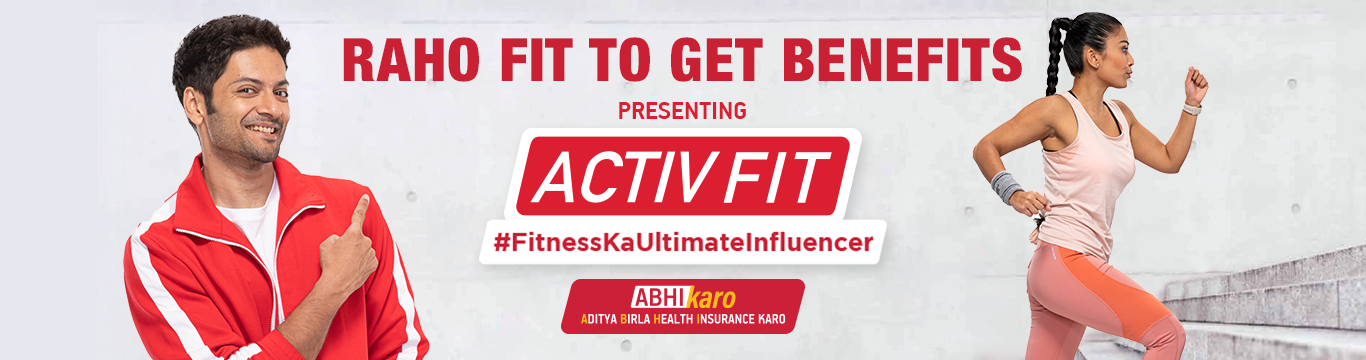 RAHO FIT TO GET BENEFITS
PRESENTING
ACTIV FIT
#FitnessKaUltimateInfluencer
ABHI karo
ADITYA BIRLA HEALTH INSURANCE KARO